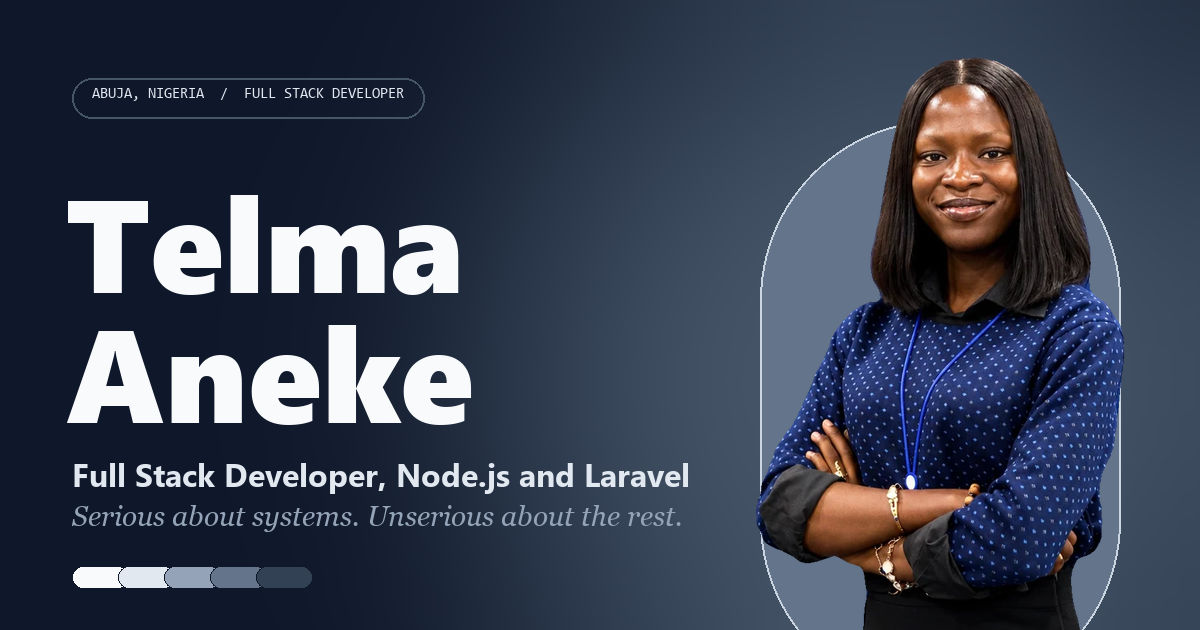 ABUJA, NIGERIA / FULL STACK DEVELOPER
Telma
Aneke
Full Stack Developer, Node.js and Laravel
Serious about systems. Unserious about the rest.